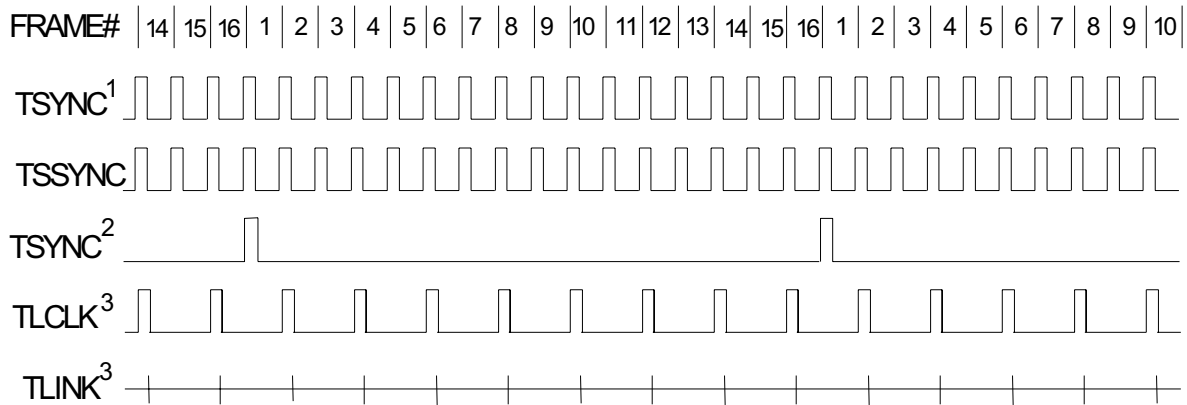 FRAME# 14 15 16 1 2 3 4 5 6 7 8 9 10 11 12 13 14 15 16 1 2 3 4 5 6 7 8 9 10
TSYNC¹
TSSYNC
TSYNC²
TLCLK³
TLINK³